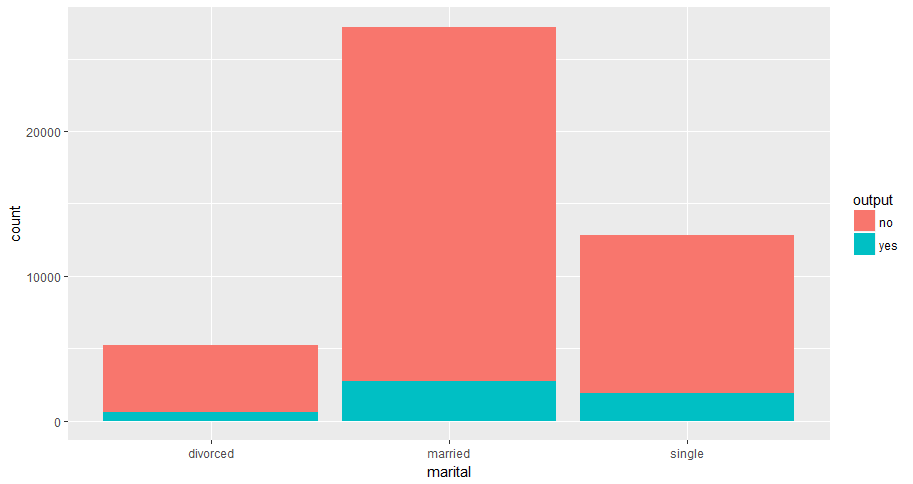 count
20000
10000
0
divorced
married
single
marital
output
no
yes